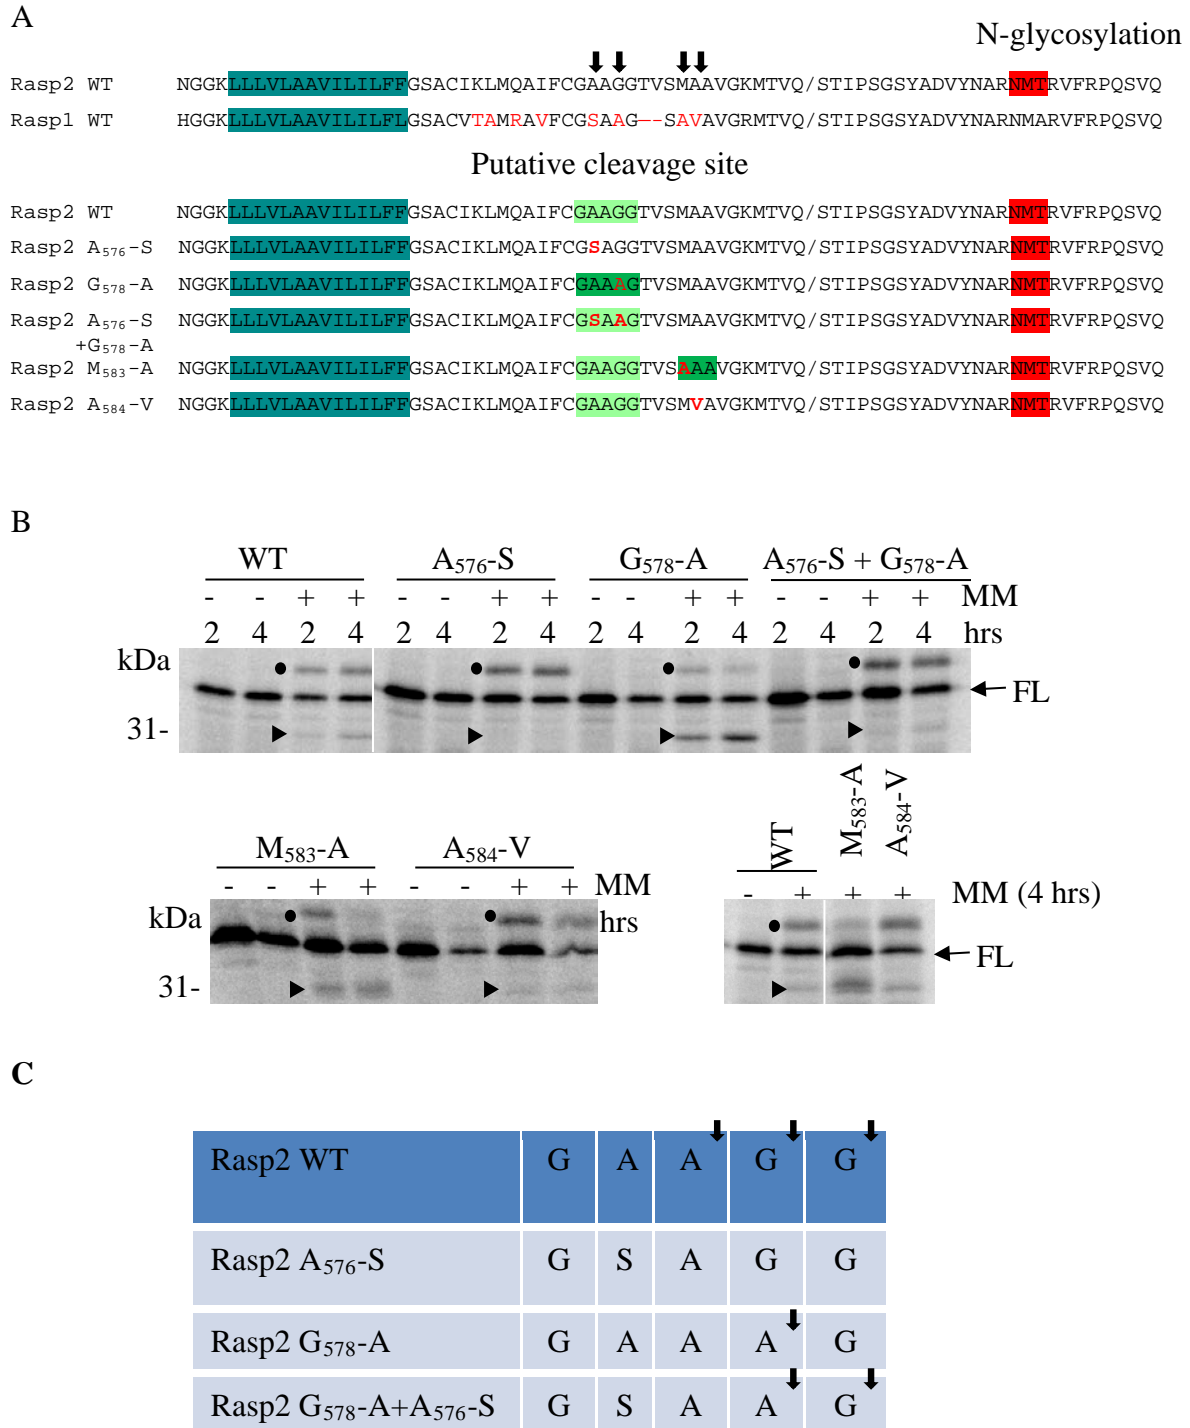 A
N-glycosylation
Rasp2 WT NGGKLLLVLAAVILILFFGSACIKLMQAIFCGAAGGTVSMAAVGKMTVQ/STIPSGSYADVYNARNMTRVFRPQSVQ
Rasp1 WT HGGKLLLVLAAVILILFLGSACVTAMRAVFCGSAAG—-SAVAVGRMTVQ/STIPSGSYADVYNARNMARVFRPQSVQ
Putative cleavage site
Rasp2 WT NGGKLLLVLAAVILILFFGSACIKLMQAIFCGAAGGTVSMAAVGKMTVQ/STIPSGSYADVYNARNMTRVFRPQSVQ
Rasp2 A576-S NGGKLLLVLAAVILILFFGSACIKLMQAIFCGSAGGTVSMAAVGKMTVQ/STIPSGSYADVYNARNMTRVFRPQSVQ
Rasp2 G578-A NGGKLLLVLAAVILILFFGSACIKLMQAIFCGAAAGTVSMAAVGKMTVQ/STIPSGSYADVYNARNMTRVFRPQSVQ
Rasp2 A576-S NGGKLLLVLAAVILILFFGSACIKLMQAIFCGSAAGTVSMAAVGKMTVQ/STIPSGSYADVYNARNMTRVFRPQSVQ
+G578-A
Rasp2 M583-A NGGKLLLVLAAVILILFFGSACIKLMQAIFCGAAGGTVSAAAVGKMTVQ/STIPSGSYADVYNARNMTRVFRPQSVQ
Rasp2 A584-V NGGKLLLVLAAVILILFFGSACIKLMQAIFCGAAGGTVSMVAVGKMTVQ/STIPSGSYADVYNARNMTRVFRPQSVQ
B
WT A576-S G578-A A576-S + G578-A
- - + + - - + + - - + + - - + + MM
2 4 2 4 2 4 2 4 2 4 2 4 2 4 2 4 hrs
kDa
FL
31-
M583-A A584-V
- - + + - - + + MM
kDa
hrs
31-
WT M583-A A584-V
- + + + MM (4 hrs)
FL
C
Rasp2 WT G A A G G
Rasp2 A576-S G S A G G
Rasp2 G578-A G A A A G
Rasp2 G578-A+A576-S G S A A G